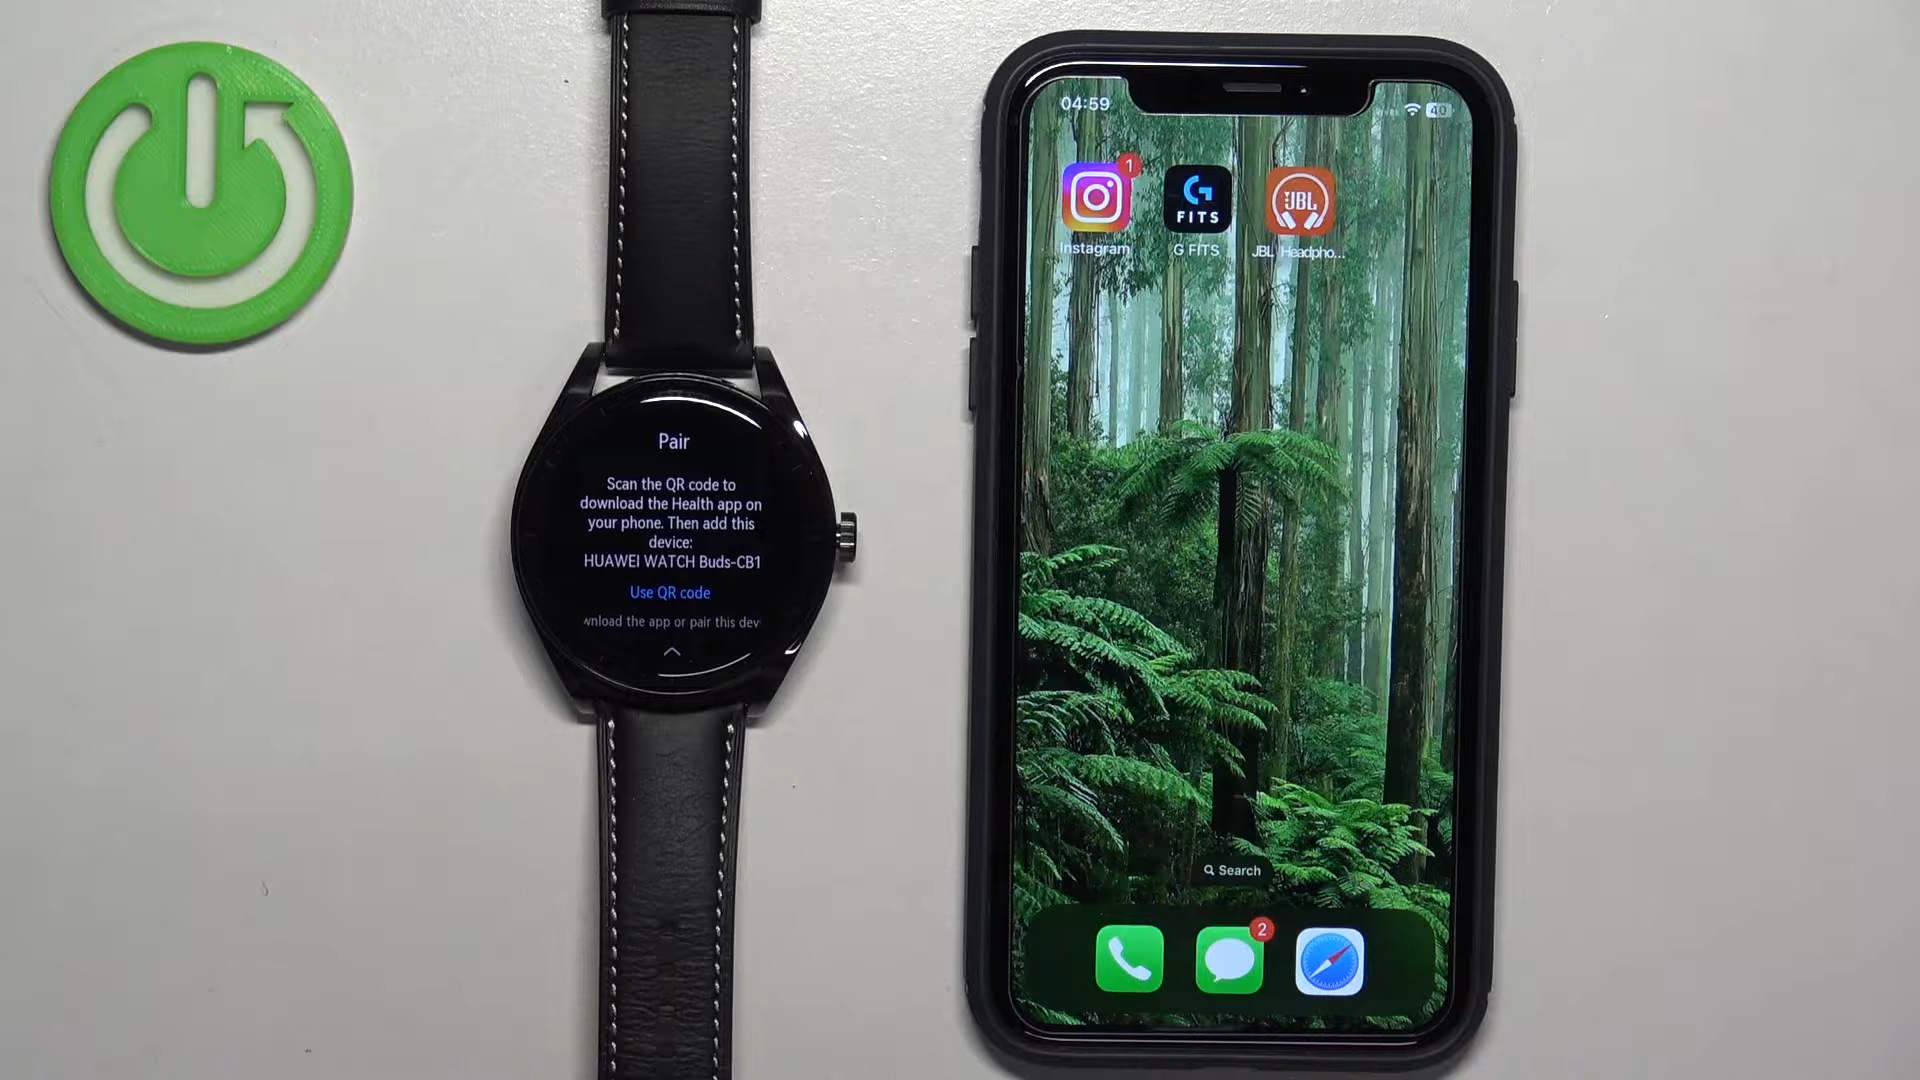 Pair
Scan the QR code to
download the Health app on
your phone. Then add this
device:
HUAWEI WATCH Buds-CB1
Use QR code
wnload the app or pair this dev
04:59
40
1
G
FITS
JBL
Instagram
G FITS
JBL Headpho...
Search
2